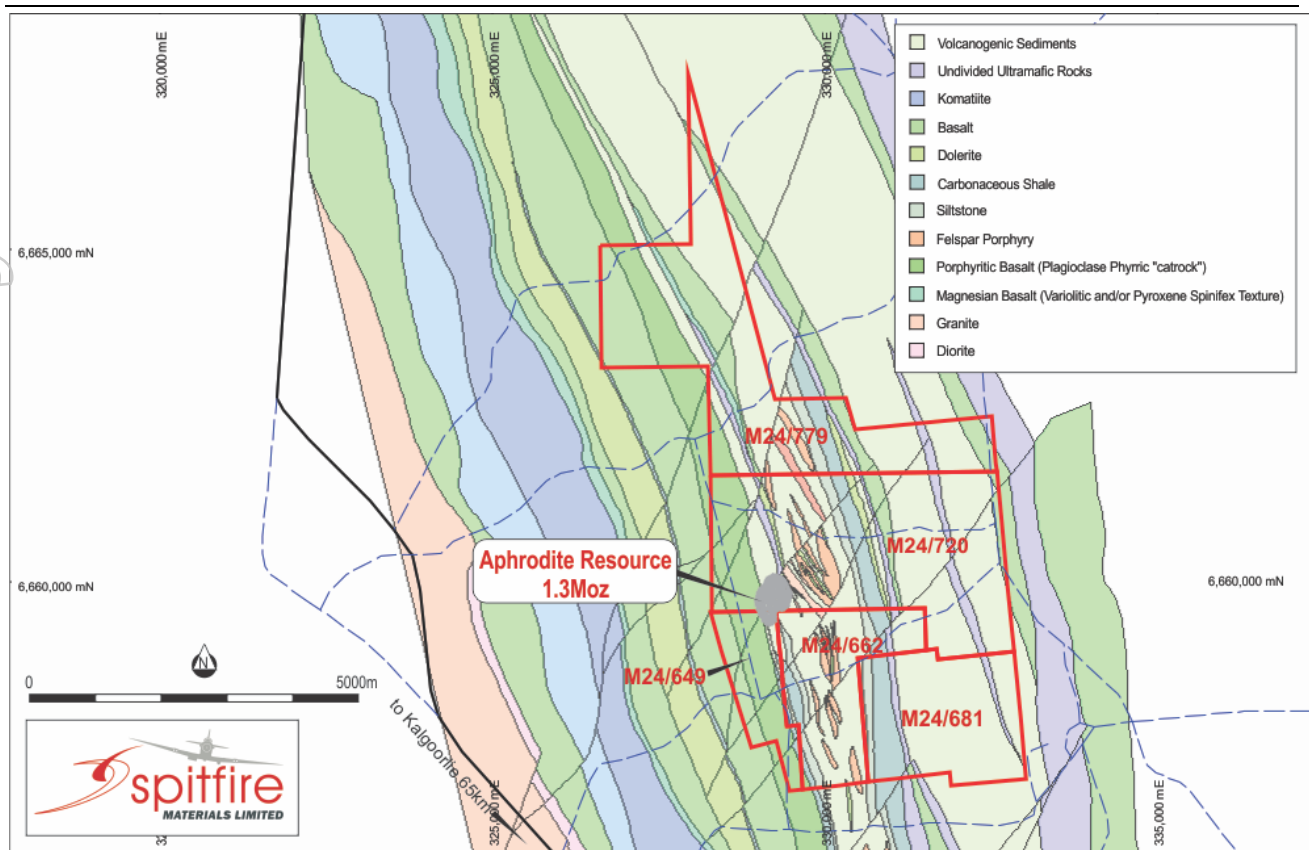 320,000 mE
325,000 mE
330,000 mE
Volcanogenic Sediments
Undivided Ultramafic Rocks
Komatiite
Basalt
Dolerite
Carbonaceous Shale
Siltstone
Felspar Porphyry
Porphyritic Basalt (Plagioclase Phyrric "catrock")
Magnesian Basalt (Variolitic and/or Pyroxene Spinifex Texture)
Granite
Diorite
6,665,000 mN
M24/779
M24/720
Aphrodite Resource
1.3Moz
6,660,000 mN
6,660,000 mN
M24/662
M24/649
M24/681
N
0
5000m
to Kalgoorlie 65km
spitfire
MATERIALS LIMITED
325,000 mE
330,000 mE
335,000 mE